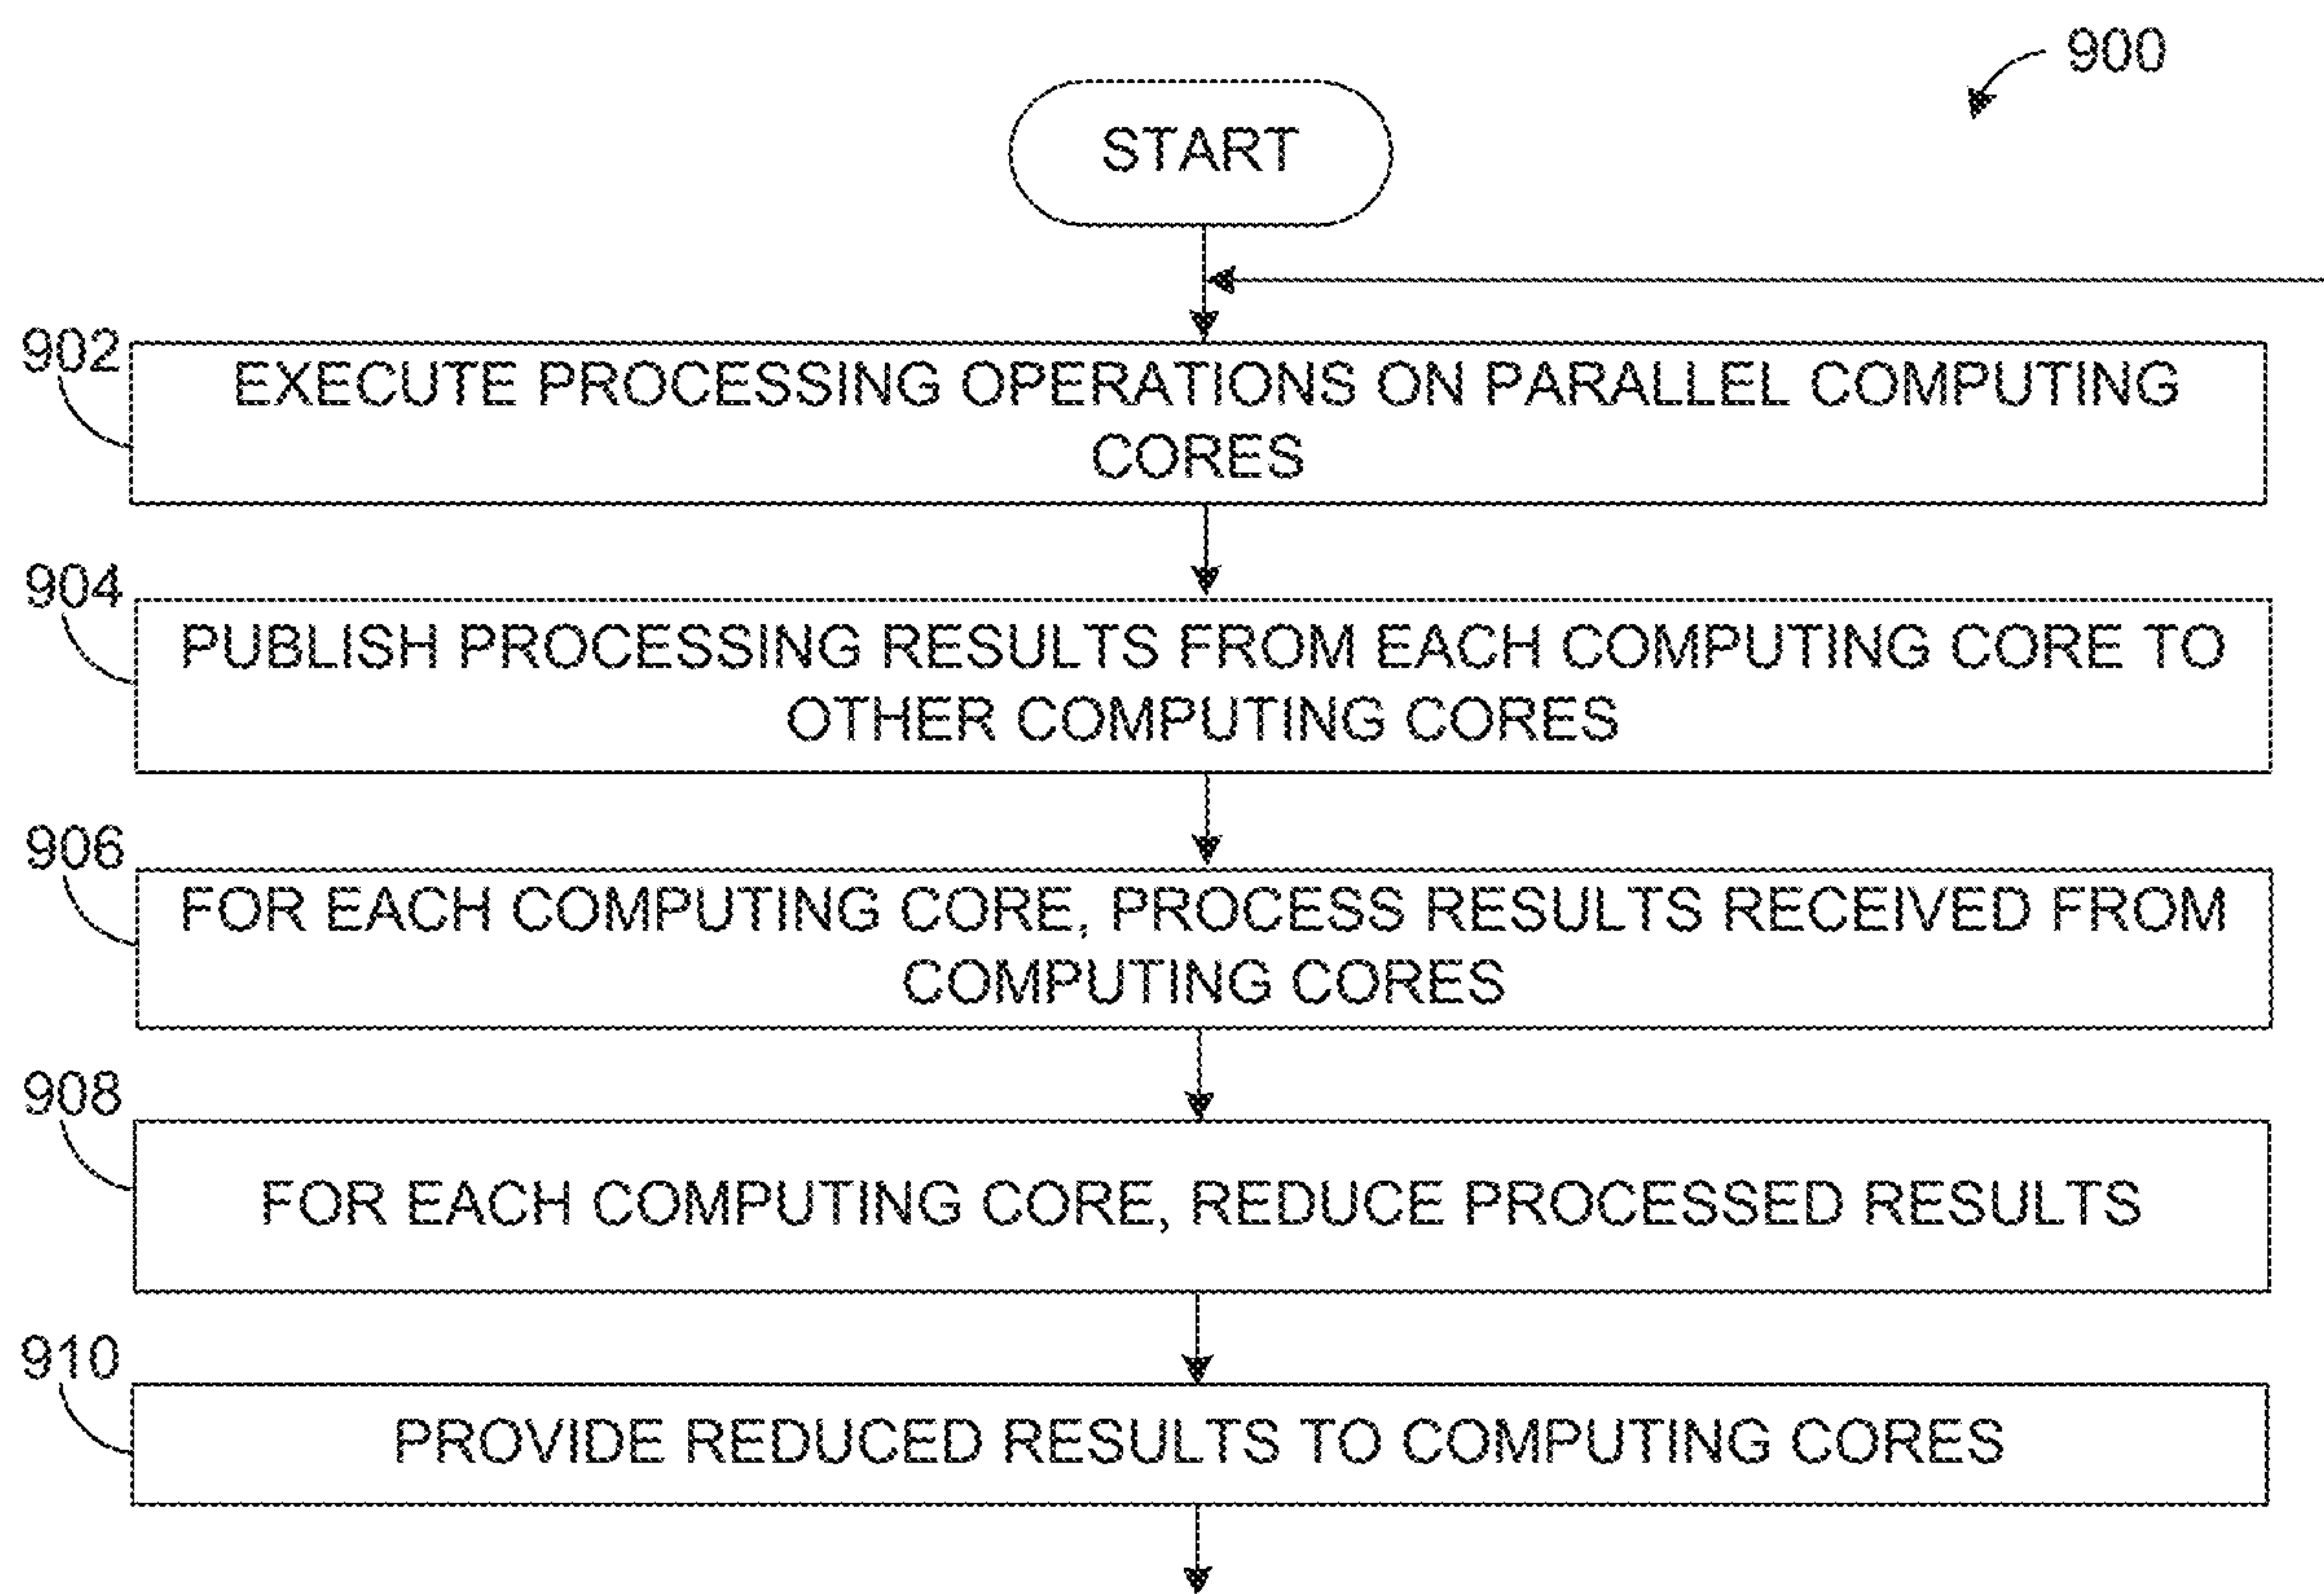 900
START
902
EXECUTE PROCESSING OPERATIONS ON PARALLEL COMPUTING
CORES
904
PUBLISH PROCESSING RESULTS FROM EACH COMPUTING CORE TO
OTHER COMPUTING CORES
906
FOR EACH COMPUTING CORE, PROCESS RESULTS RECEIVED FROM
COMPUTING CORES
908
FOR EACH COMPUTING CORE, REDUCE PROCESSED RESULTS
910
PROVIDE REDUCED RESULTS TO COMPUTING CORES